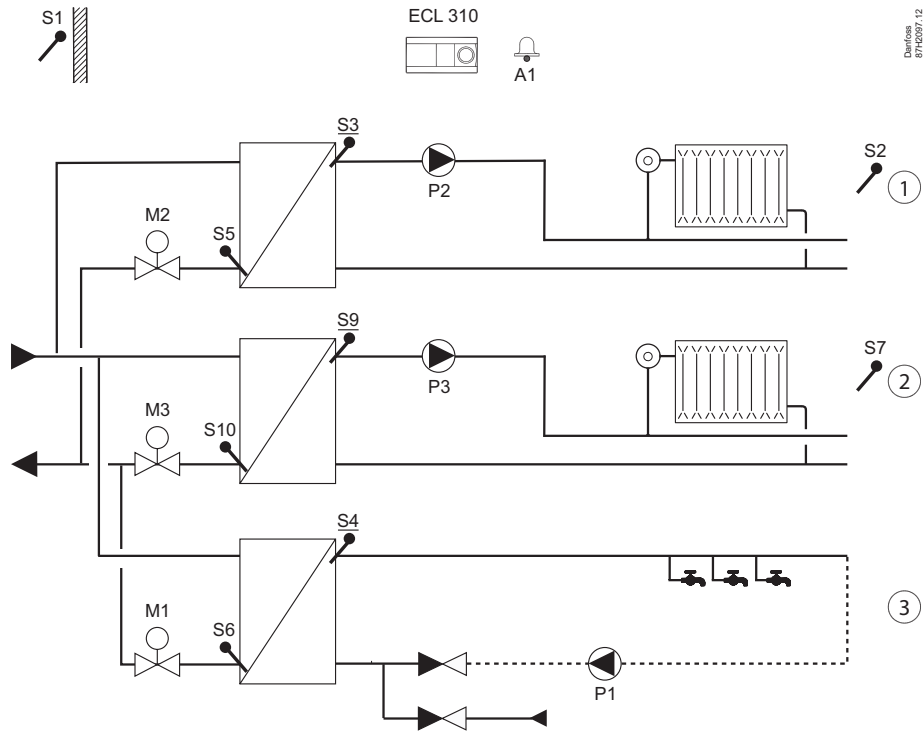 S1
ECL 310
A1
Danfoss
87H2097.12
S3
P2
S2
1
M2
S5
S9
P3
S7
2
M3
S10
S4
3
M1
S6
P1